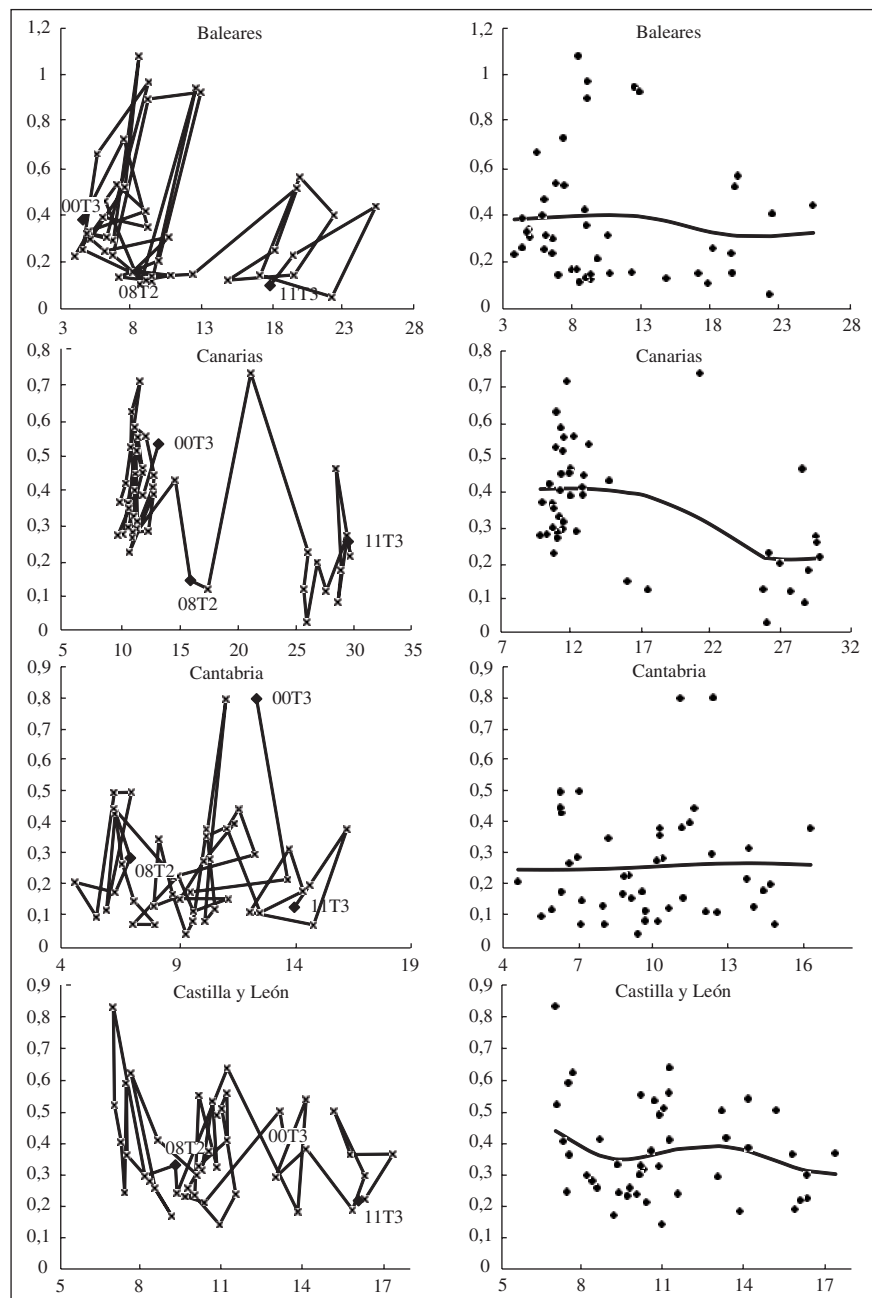 Baleares
1,2
1
0,8
0,6
0,4
0,2
0
3 8 13 18 23 28
00T3
08T2
11T3
Baleares
1,2
1
0,8
0,6
0,4
0,2
0
3 8 13 18 23 28
Canarias
0,8
0,7
0,6
0,5
0,4
0,3
0,2
0,1
0
5 10 15 20 25 30 35
00T3
08T2
11T3
Canarias
0,8
0,7
0,6
0,5
0,4
0,3
0,2
0,1
0
7 12 17 22 27 32
Cantabria
0,9
0,8
0,7
0,6
0,5
0,4
0,3
0,2
0,1
0
4 9 14 19
00T3
08T2
11T3
Cantabria
0,9
0,8
0,7
0,6
0,5
0,4
0,3
0,2
0,1
0
4 7 10 13 16
Castilla y León
0,9
0,8
0,7
0,6
0,5
0,4
0,3
0,2
0,1
0
5 8 11 14 17
08T2
00T3
11T3
Castilla y León
0,9
0,8
0,7
0,6
0,5
0,4
0,3
0,2
0,1
0
5 8 11 14 17